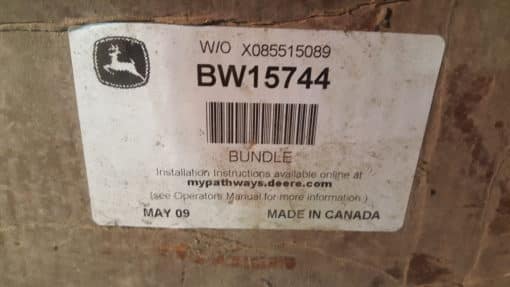 W/O X085515089
BW15744
BUNDLE
Installation Instructions available online at
mypathways.deere.com
(see Operators Manual for more information.)
MAY 09 MADE IN CANADA